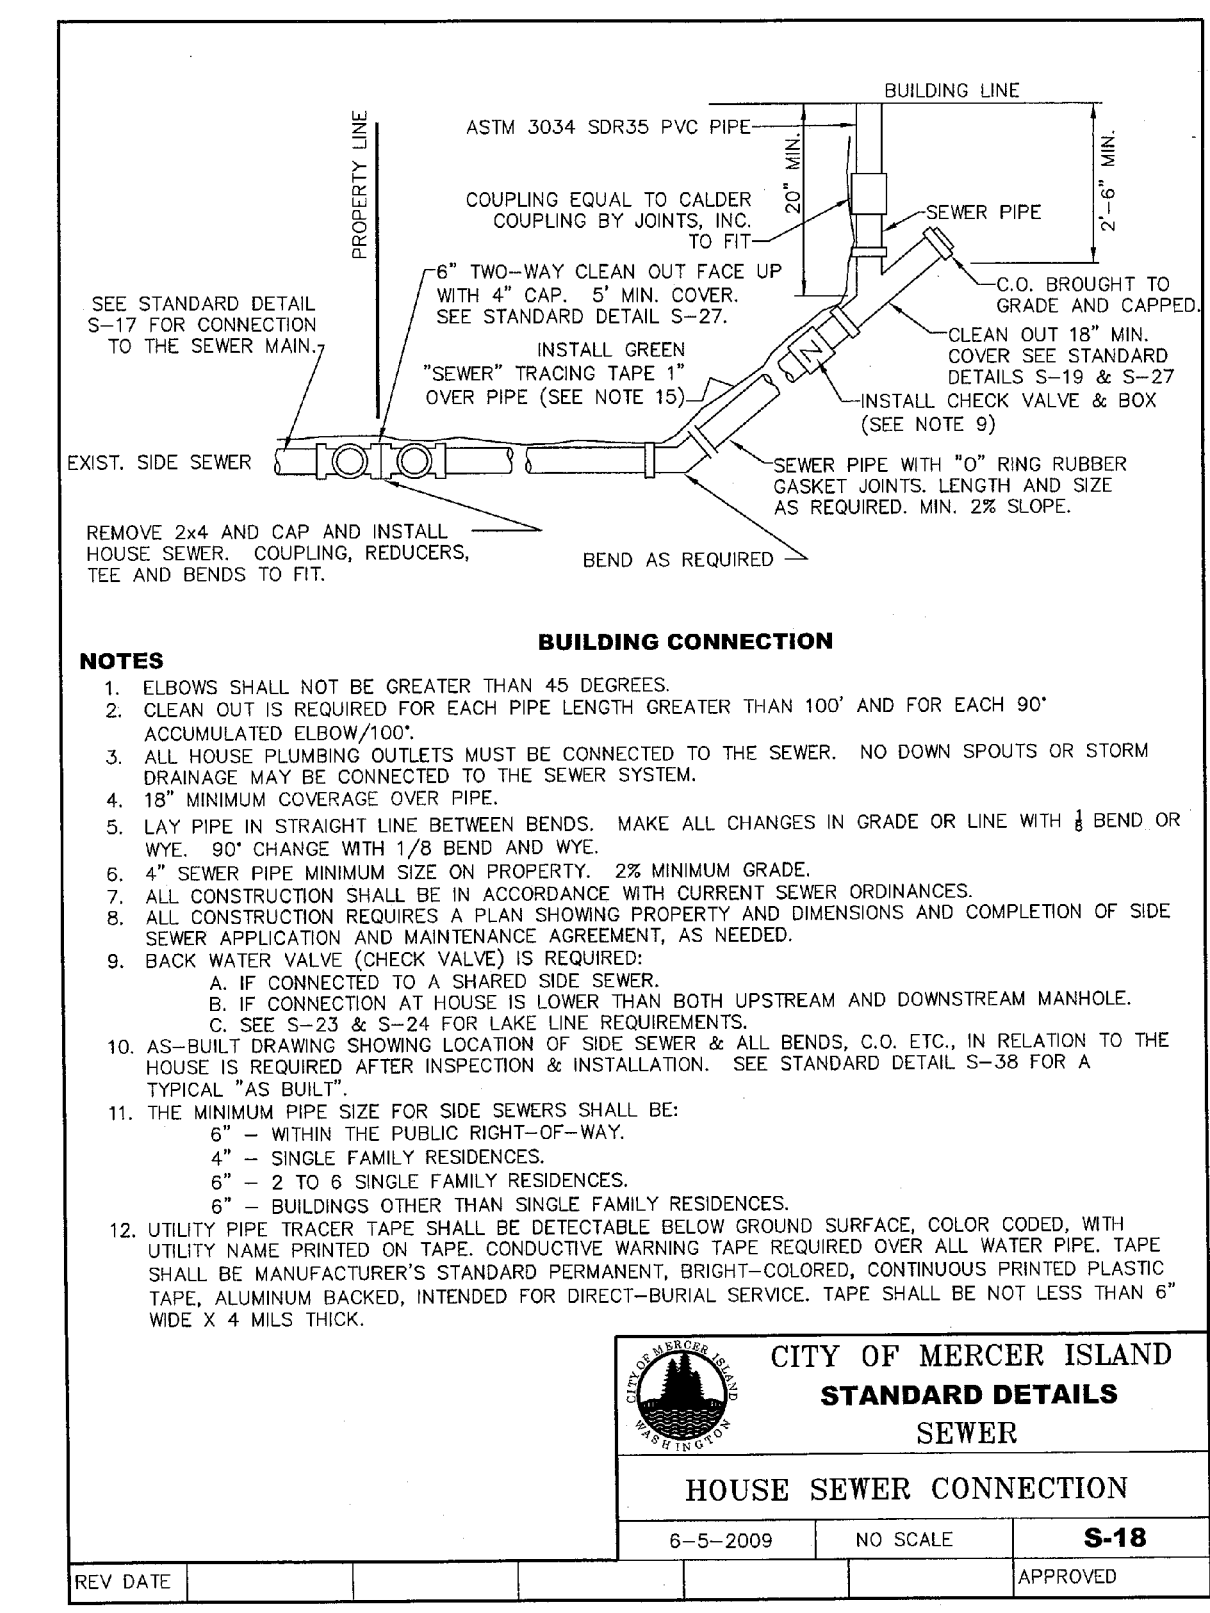 BUILDING LINE
PROPERTY LINE
ASTM 3034 SDR35 PVC PIPE
20" MIN.
2'-6" MIN.
COUPLING EQUAL TO CALDER
COUPLING BY JOINTS, INC.
TO FIT
SEWER PIPE
6" TWO-WAY CLEAN OUT FACE UP
WITH 4" CAP. 5' MIN. COVER.
SEE STANDARD DETAIL S-27.
C.O. BROUGHT TO
GRADE AND CAPPED.
SEE STANDARD DETAIL
S-17 FOR CONNECTION
TO THE SEWER MAIN.
CLEAN OUT 18" MIN.
COVER SEE STANDARD
DETAILS S-19 & S-27
INSTALL GREEN
"SEWER" TRACING TAPE 1"
OVER PIPE (SEE NOTE 15)
N
INSTALL CHECK VALVE & BOX
(SEE NOTE 9)
EXIST. SIDE SEWER
SEWER PIPE WITH "O" RING RUBBER
GASKET JOINTS. LENGTH AND SIZE
AS REQUIRED. MIN. 2% SLOPE.
REMOVE 2x4 AND CAP AND INSTALL
HOUSE SEWER. COUPLING, REDUCERS,
TEE AND BENDS TO FIT.
BEND AS REQUIRED
BUILDING CONNECTION
NOTES
1. ELBOWS SHALL NOT BE GREATER THAN 45 DEGREES.
2. CLEAN OUT IS REQUIRED FOR EACH PIPE LENGTH GREATER THAN 100' AND FOR EACH 90°
ACCUMULATED ELBOW/100°.
3. ALL HOUSE PLUMBING OUTLETS MUST BE CONNECTED TO THE SEWER. NO DOWN SPOUTS OR STORM
DRAINAGE MAY BE CONNECTED TO THE SEWER SYSTEM.
4. 18" MINIMUM COVERAGE OVER PIPE.
5. LAY PIPE IN STRAIGHT LINE BETWEEN BENDS. MAKE ALL CHANGES IN GRADE OR LINE WITH ⅛ BEND OR
WYE. 90° CHANGE WITH 1/8 BEND AND WYE.
6. 4" SEWER PIPE MINIMUM SIZE ON PROPERTY. 2% MINIMUM GRADE.
7. ALL CONSTRUCTION SHALL BE IN ACCORDANCE WITH CURRENT SEWER ORDINANCES.
8. ALL CONSTRUCTION REQUIRES A PLAN SHOWING PROPERTY AND DIMENSIONS AND COMPLETION OF SIDE
SEWER APPLICATION AND MAINTENANCE AGREEMENT, AS NEEDED.
9. BACK WATER VALVE (CHECK VALVE) IS REQUIRED:
A. IF CONNECTED TO A SHARED SIDE SEWER.
B. IF CONNECTION AT HOUSE IS LOWER THAN BOTH UPSTREAM AND DOWNSTREAM MANHOLE.
C. SEE S-23 & S-24 FOR LAKE LINE REQUIREMENTS.
10. AS-BUILT DRAWING SHOWING LOCATION OF SIDE SEWER & ALL BENDS, C.O. ETC., IN RELATION TO THE
HOUSE IS REQUIRED AFTER INSPECTION & INSTALLATION. SEE STANDARD DETAIL S-38 FOR A
TYPICAL "AS BUILT".
11. THE MINIMUM PIPE SIZE FOR SIDE SEWERS SHALL BE:
6" - WITHIN THE PUBLIC RIGHT-OF-WAY.
4" - SINGLE FAMILY RESIDENCES.
6" - 2 TO 6 SINGLE FAMILY RESIDENCES.
6" - BUILDINGS OTHER THAN SINGLE FAMILY RESIDENCES.
12. UTILITY PIPE TRACER TAPE SHALL BE DETECTABLE BELOW GROUND SURFACE, COLOR CODED, WITH
UTILITY NAME PRINTED ON TAPE. CONDUCTIVE WARNING TAPE REQUIRED OVER ALL WATER PIPE. TAPE
SHALL BE MANUFACTURER'S STANDARD PERMANENT, BRIGHT-COLORED, CONTINUOUS PRINTED PLASTIC
TAPE, ALUMINUM BACKED, INTENDED FOR DIRECT-BURIAL SERVICE. TAPE SHALL BE NOT LESS THAN 6"
WIDE X 4 MILS THICK.
CITY OF MERCER ISLAND
WASHINGTON
CITY OF MERCER ISLAND
STANDARD DETAILS
SEWER
HOUSE SEWER CONNECTION
6-5-2009
NO SCALE
S-18
REV DATE
APPROVED